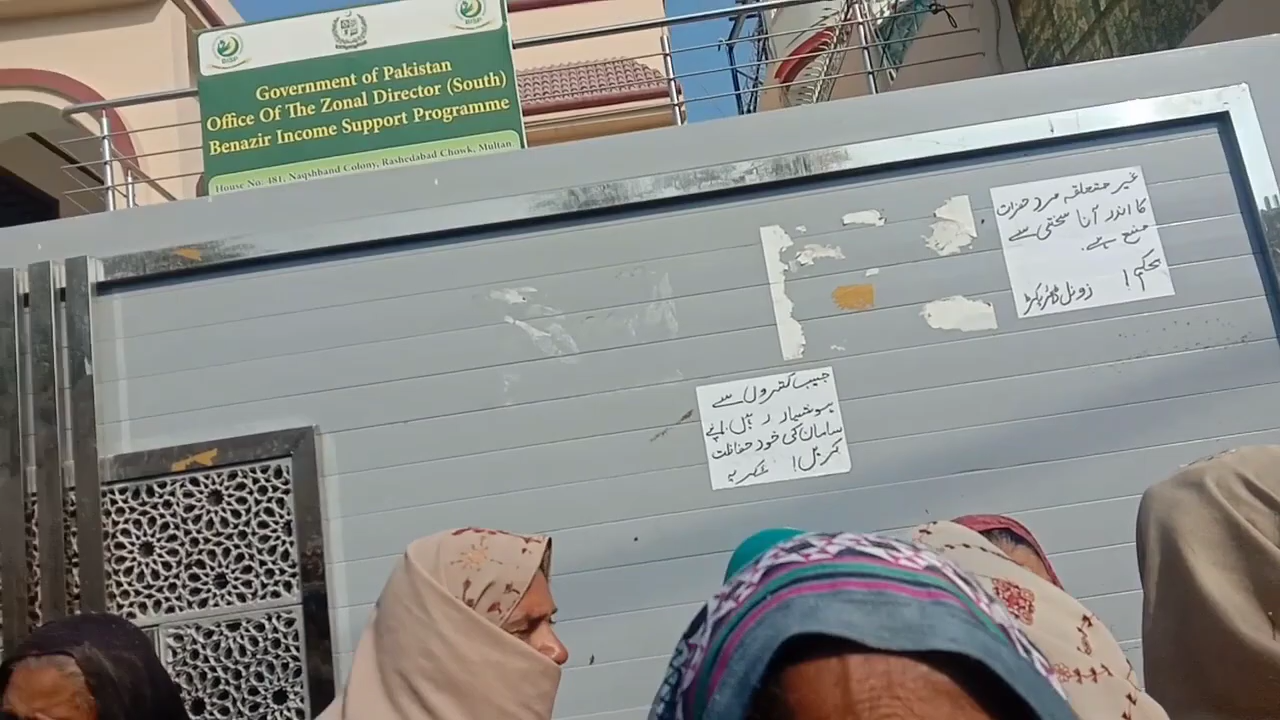 BISP
BISP
Government of Pakistan
Office Of The Zonal Director (South)
Benazir Income Support Programme
House No. 481, Naqshband Colony, Rashedabad Chowk, Multan
غیر متعلقہ مرد حضرات
کا اندر آنا سختی سے
منع ہے۔
بحکم! زونل ڈائریکٹر
جیب کتروں سے
ہوشیار رہیں۔ اپنے
سامان کی خود حفاظت
کریں! شکریہ